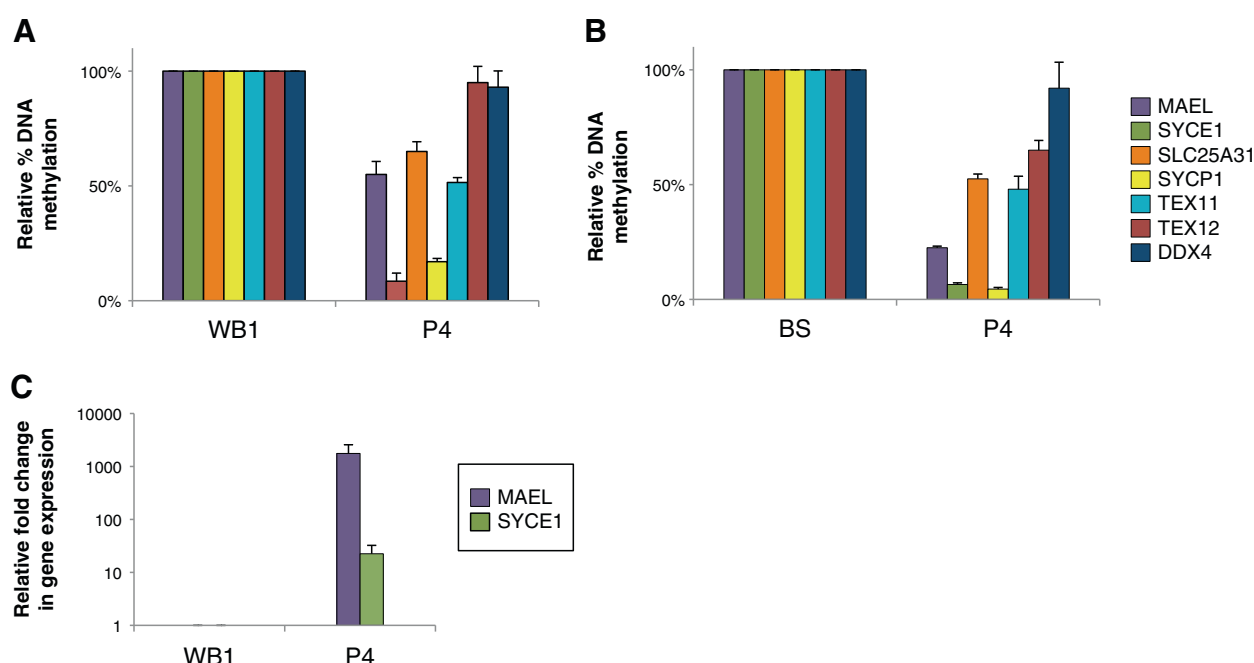 A
Relative % DNA
methylation
100%
50%
0%
WB1
P4
B
Relative % DNA
methylation
100%
50%
0%
BS
P4
MAEL
SYCE1
SLC25A31
SYCP1
TEX11
TEX12
DDX4
C
Relative fold change
in gene expression
10000
1000
100
10
1
WB1
P4
MAEL
SYCE1